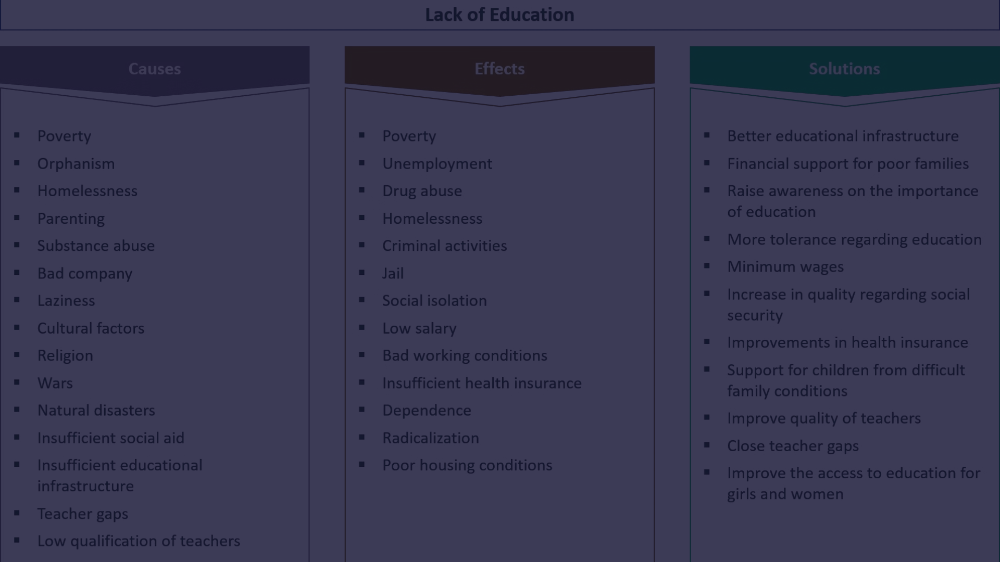 Lack of Education
Causes
Poverty
Orphanism
Homelessness
Parenting
Substance abuse
Bad company
Laziness
Cultural factors
Religion
Wars
Natural disasters
Insufficient social aid
Insufficient educational
infrastructure
Teacher gaps
Low qualification of teachers
Effects
Poverty
Unemployment
Drug abuse
Homelessness
Criminal activities
Jail
Social isolation
Low salary
Bad working conditions
Insufficient health insurance
Dependence
Radicalization
Poor housing conditions
Solutions
Better educational infrastructure
Financial support for poor families
Raise awareness on the importance
of education
More tolerance regarding education
Minimum wages
Increase in quality regarding social
security
Improvements in health insurance
Support for children from difficult
family conditions
Improve quality of teachers
Close teacher gaps
Improve the access to education for
girls and women